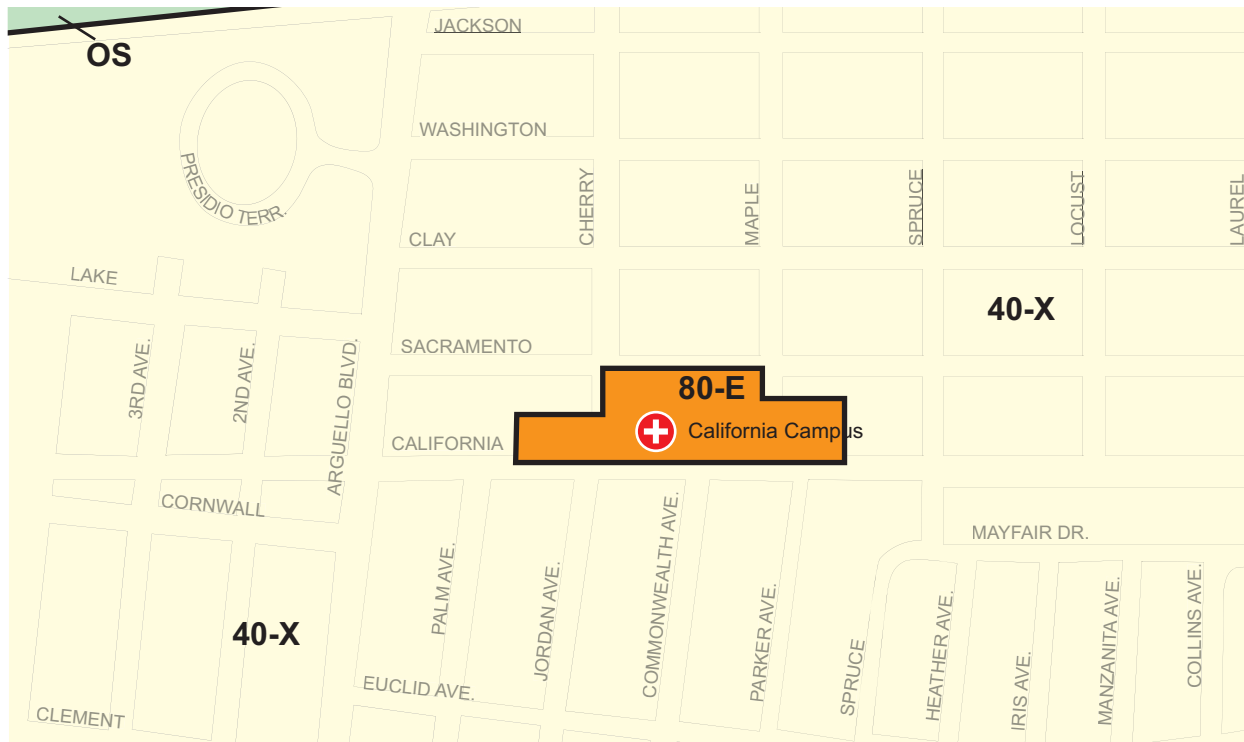 JACKSON
OS
WASHINGTON
PRESIDIO TERR.
CHERRY
MAPLE
SPRUCE
LOCUST
LAUREL
CLAY
LAKE
40-X
SACRAMENTO
3RD AVE.
2ND AVE.
ARGUELLO BLVD.
80-E
California Campus
CALIFORNIA
CORNWALL
MAYFAIR DR.
PALM AVE.
JORDAN AVE.
COMMONWEALTH AVE.
PARKER AVE.
SPRUCE
HEATHER AVE.
IRIS AVE.
MANZANITA AVE.
COLLINS AVE.
40-X
EUCLID AVE.
CLEMENT